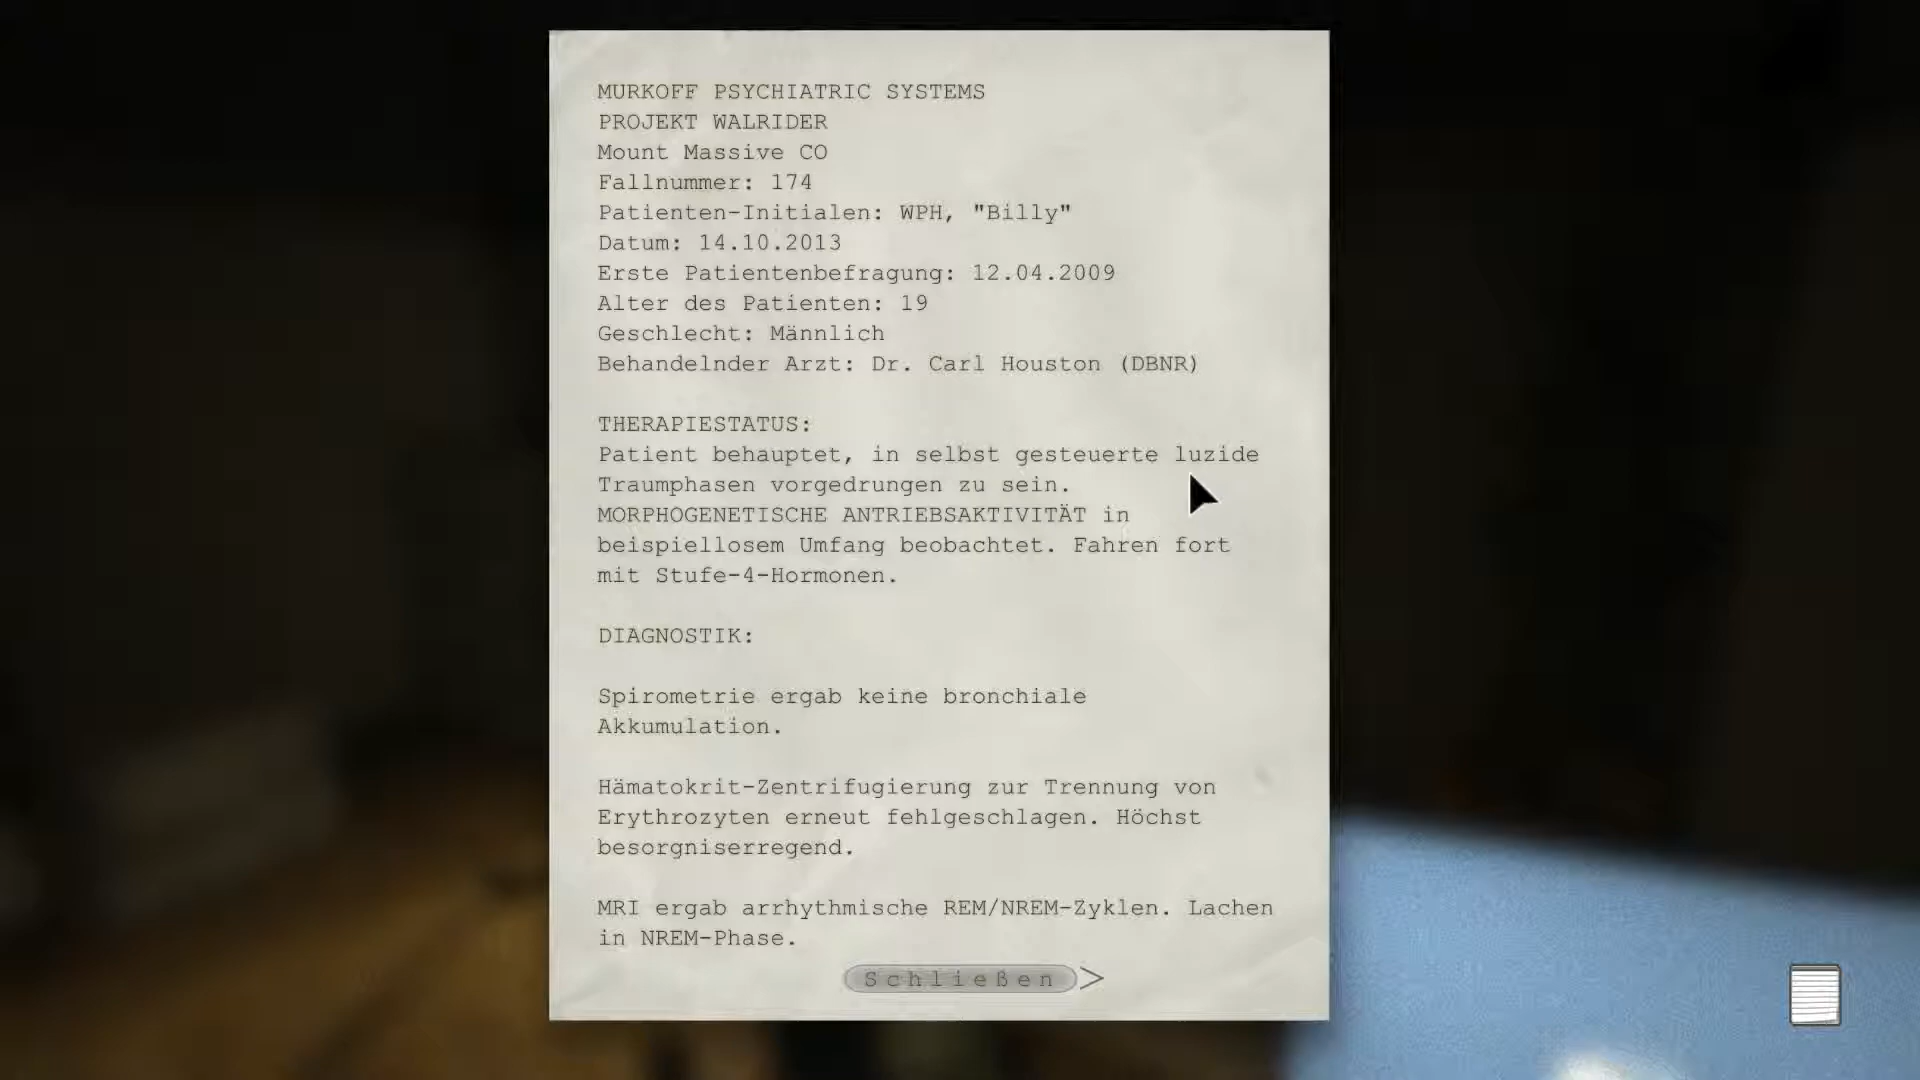 MURKOFF PSYCHIATRIC SYSTEMS
PROJEKT WALRIDER
Mount Massive CO
Fallnummer: 174
Patienten-Initialen: WPH, "Billy"
Datum: 14.10.2013
Erste Patientenbefragung: 12.04.2009
Alter des Patienten: 19
Geschlecht: Männlich
Behandelnder Arzt: Dr. Carl Houston (DBNR)
THERAPIESTATUS:
Patient behauptet, in selbst gesteuerte luzide
Traumphasen vorgedrungen zu sein.
MORPHOGENETISCHE ANTRIEBSAKTIVITÄT in
beispiellosem Umfang beobachtet. Fahren fort
mit Stufe-4-Hormonen.
DIAGNOSTIK:
Spirometrie ergab keine bronchiale
Akkumulation.
Hämatokrit-Zentrifugierung zur Trennung von
Erythrozyten erneut fehlgeschlagen. Höchst
besorgniserregend.
MRI ergab arrhythmische REM/NREM-Zyklen. Lachen
in NREM-Phase.
Schließen >